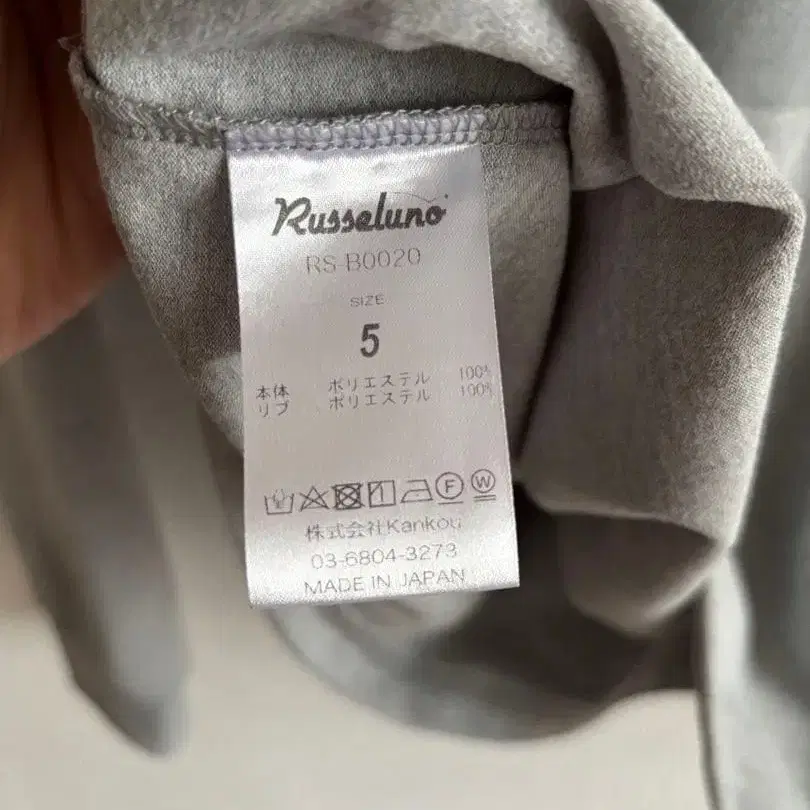 Russeluno
RS-B0020
SIZE
5
本体 ポリエステル 100%
リブ ポリエステル 100%
F W
株式会社Kankou
03-6804-3273
MADE IN JAPAN